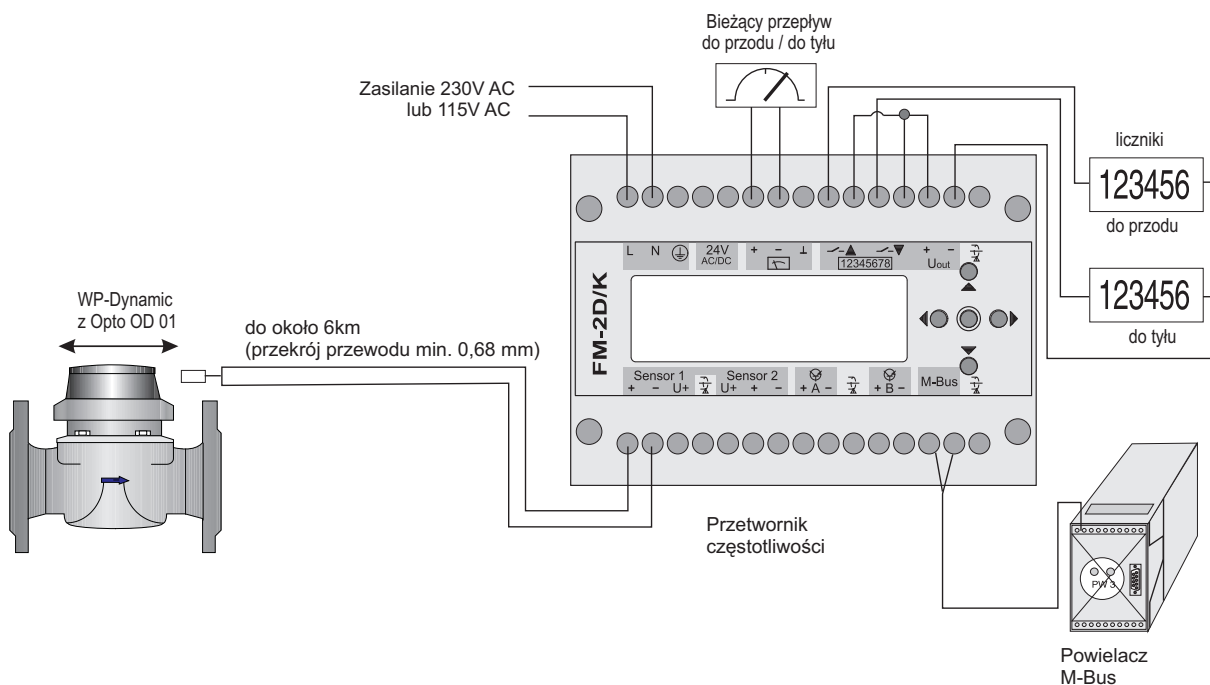 Bieżący przepływ
do przodu / do tyłu
Zasilanie 230V AC
lub 115V AC
liczniki
123456
do przodu
123456
do tyłu
L N 24V AC/DC + – ⊥ 12345678 + – Uout
FM-2D/K
WP-Dynamic
z Opto OD 01
do około 6km
(przekrój przewodu min. 0,68 mm)
Sensor 1 Sensor 2 M-Bus
+ – U+ U+ + – + A – + B –
Przetwornik
częstotliwości
PW 3
Powielacz
M-Bus